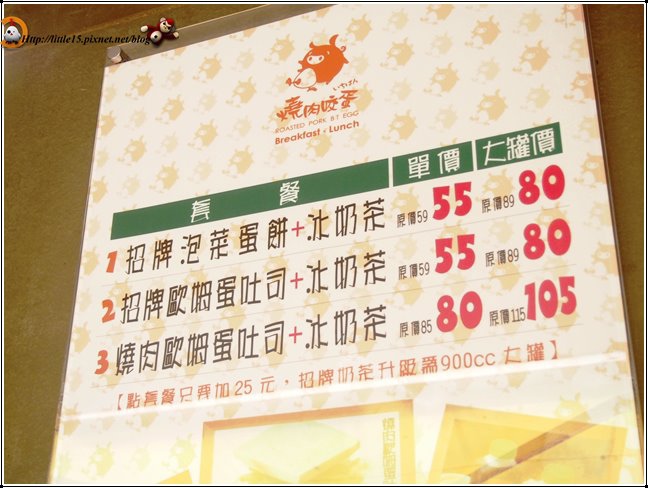 Http://little15.pixnet.net/blog
いやほん
燒肉咬蛋
ROASTED PORK BT EGG
Breakfast · Lunch
套餐 單價 大罐價
1 招牌泡菜蛋餅+冰奶茶 原價59 55 原價89 80
2 招牌歐姆蛋吐司+冰奶茶 原價59 55 原價89 80
3 燒肉歐姆蛋吐司+冰奶茶 原價85 80 原價115 105
【點套餐只要加25元，招牌奶茶升級為900cc大罐】